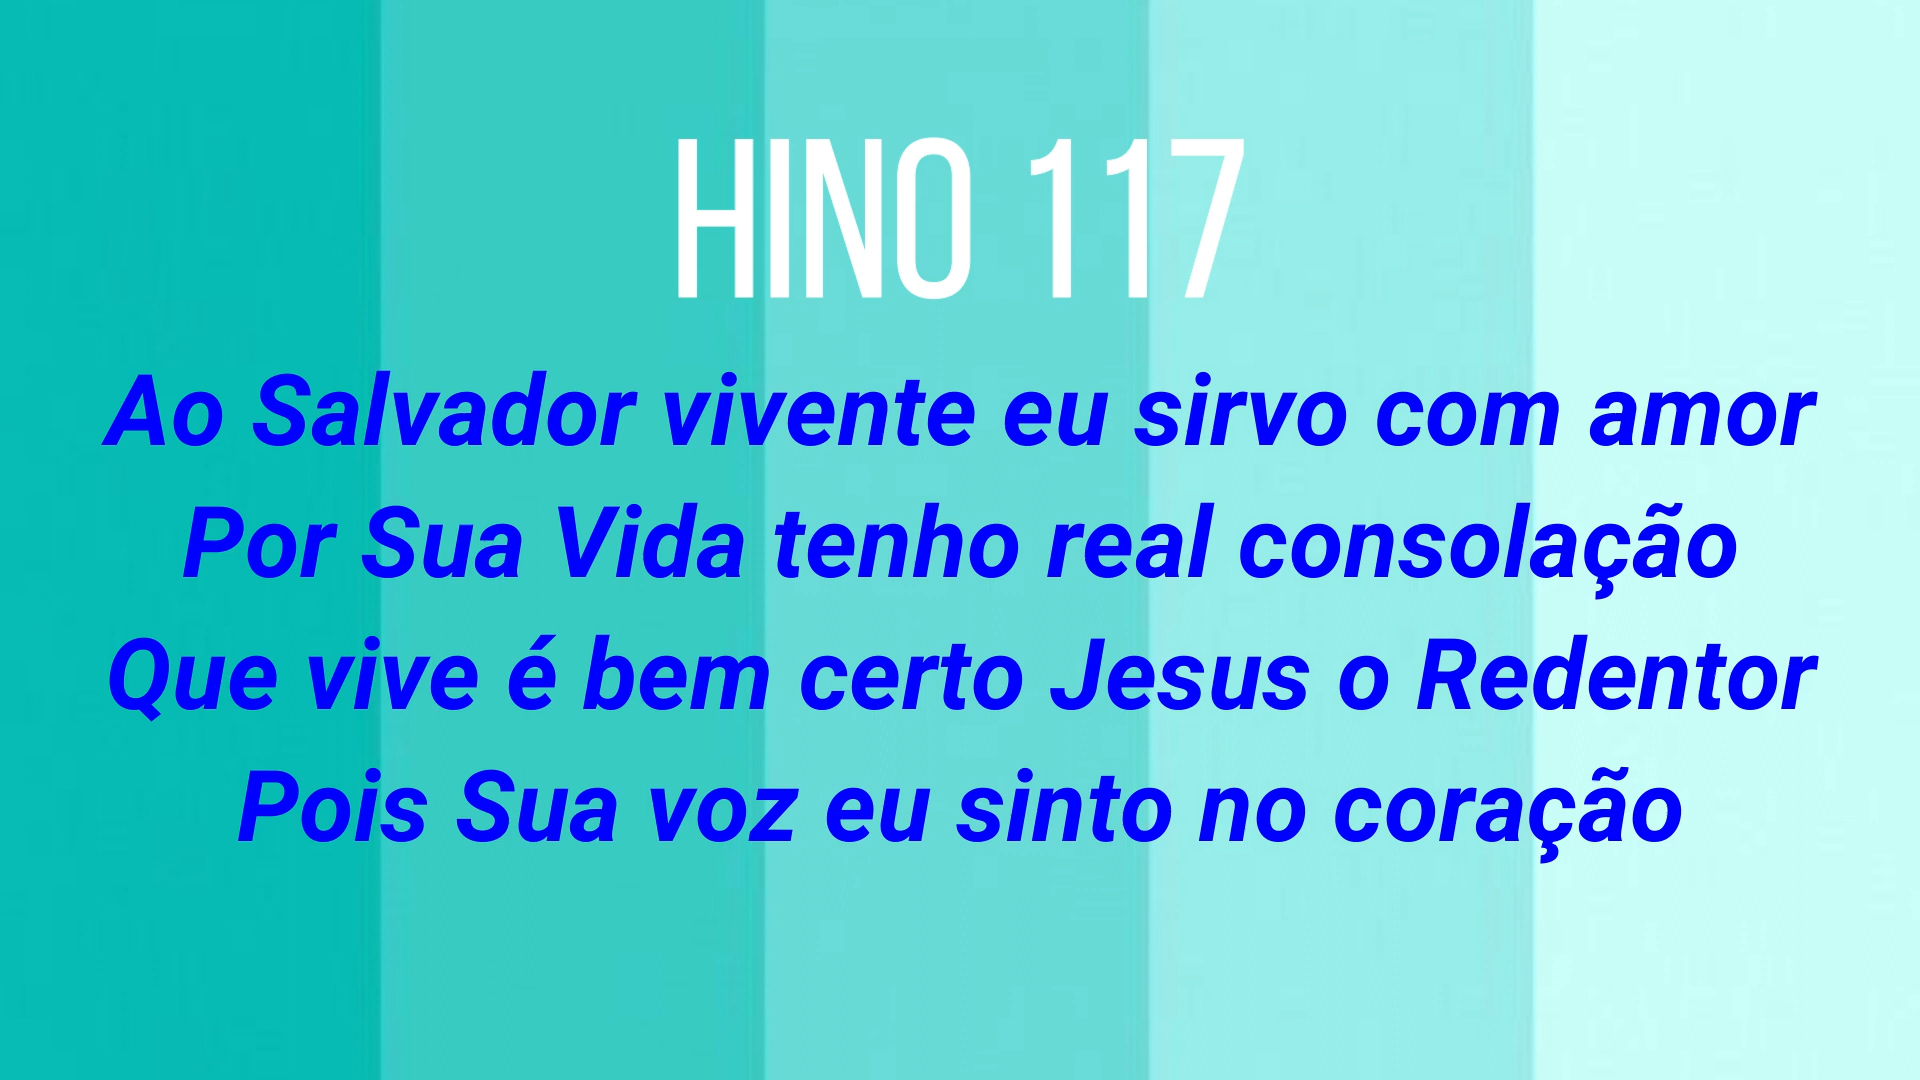 HINO 117
Ao Salvador vivente eu sirvo com amor
Por Sua Vida tenho real consolação
Que vive é bem certo Jesus o Redentor
Pois Sua voz eu sinto no coração